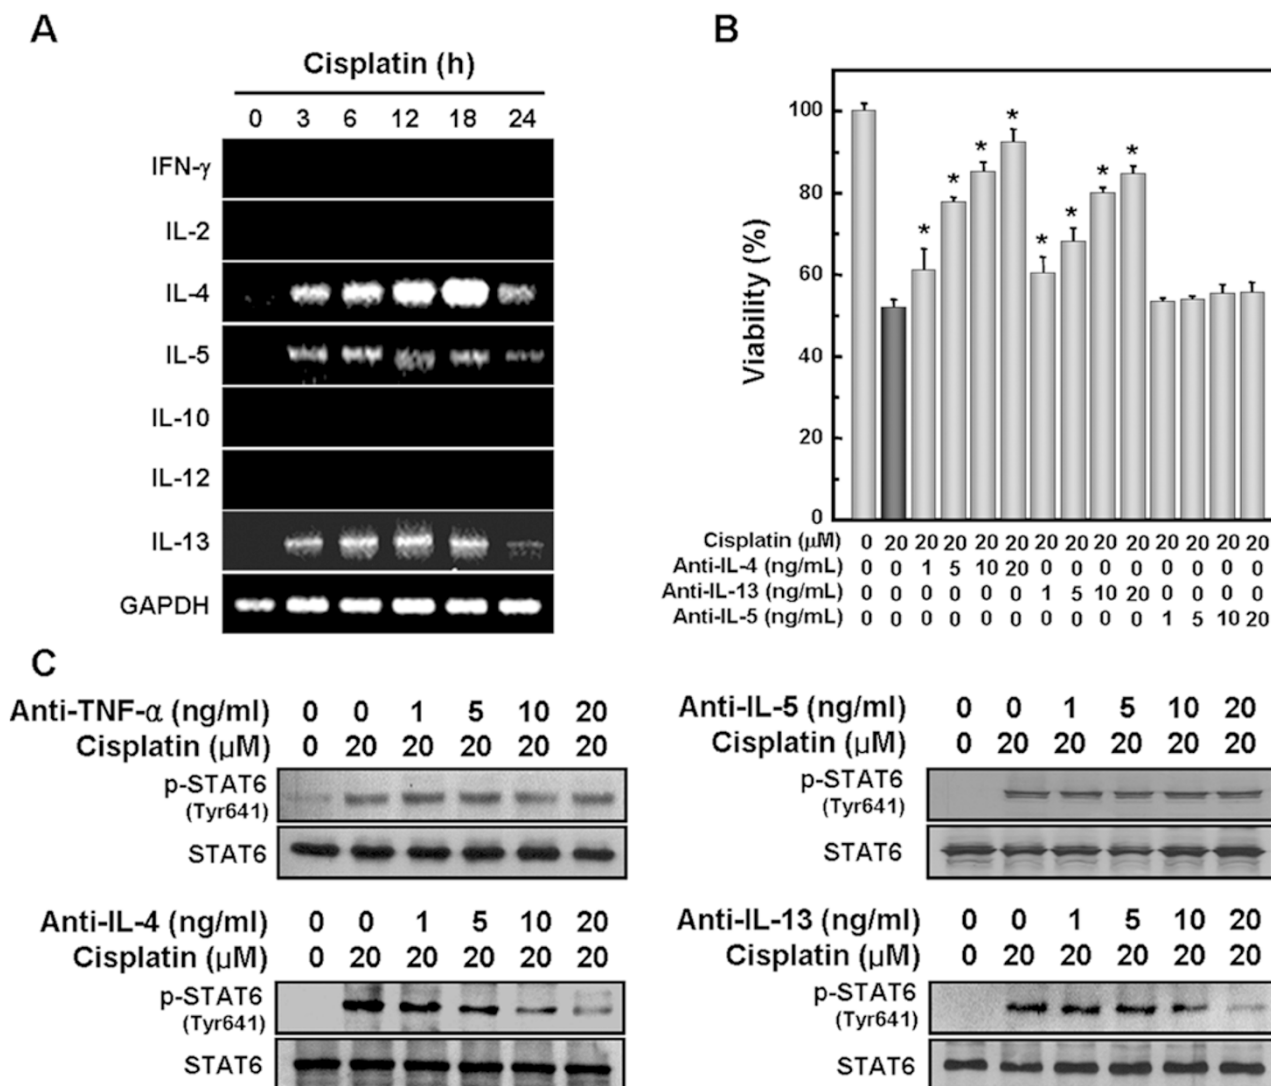 A
Cisplatin (h)
0 3 6 12 18 24
IFN-γ
IL-2
IL-4
IL-5
IL-10
IL-12
IL-13
GAPDH
B
Viability (%)
100
80
60
40
20
0
* * * * * * * *
Cisplatin (μM) 0 20 20 20 20 20 20 20 20 20 20 20 20 20
Anti-IL-4 (ng/mL) 0 0 1 5 10 20 0 0 0 0 0 0 0 0
Anti-IL-13 (ng/mL) 0 0 0 0 0 0 1 5 10 20 0 0 0 0
Anti-IL-5 (ng/mL) 0 0 0 0 0 0 0 0 0 0 1 5 10 20
C
Anti-TNF-α (ng/ml) 0 0 1 5 10 20
Cisplatin (μM) 0 20 20 20 20 20
p-STAT6
(Tyr641)
STAT6
Anti-IL-5 (ng/ml) 0 0 1 5 10 20
Cisplatin (μM) 0 20 20 20 20 20
p-STAT6
(Tyr641)
STAT6
Anti-IL-4 (ng/ml) 0 0 1 5 10 20
Cisplatin (μM) 0 20 20 20 20 20
p-STAT6
(Tyr641)
STAT6
Anti-IL-13 (ng/ml) 0 0 1 5 10 20
Cisplatin (μM) 0 20 20 20 20 20
p-STAT6
(Tyr641)
STAT6